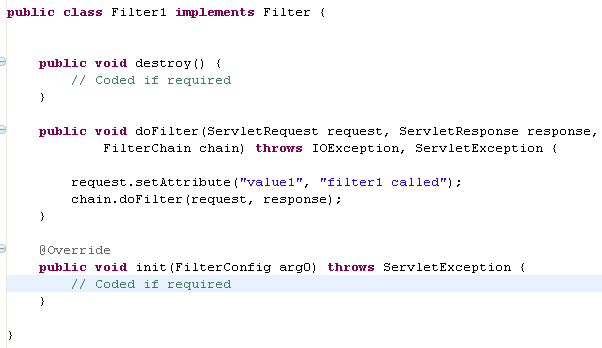 public class Filter1 implements Filter {
public void destroy() {
// Coded if required
}
public void doFilter(ServletRequest request, ServletResponse response,
FilterChain chain) throws IOException, ServletException {
request.setAttribute("value1", "filter1 called");
chain.doFilter(request, response);
}
@Override
public void init(FilterConfig arg0) throws ServletException {
// Coded if required
}
}